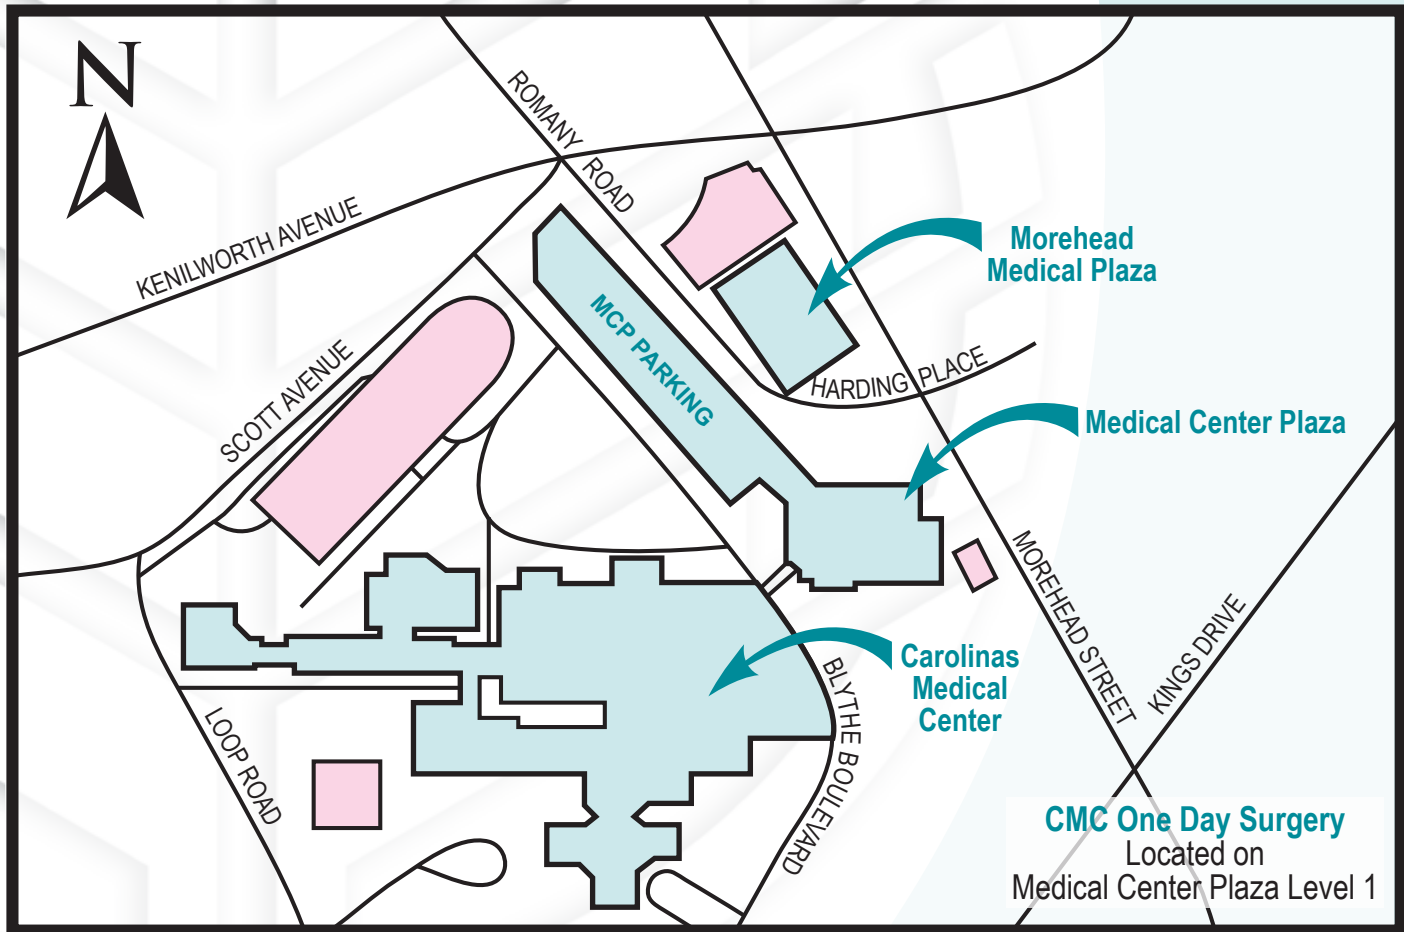 N
ROMANY ROAD
KENILWORTH AVENUE
Morehead
Medical Plaza
MCP PARKING
SCOTT AVENUE
HARDING PLACE
Medical Center Plaza
MOREHEAD STREET
KINGS DRIVE
Carolinas
Medical
Center
BLYTHE BOULEVARD
LOOP ROAD
CMC One Day Surgery
Located on
Medical Center Plaza Level 1